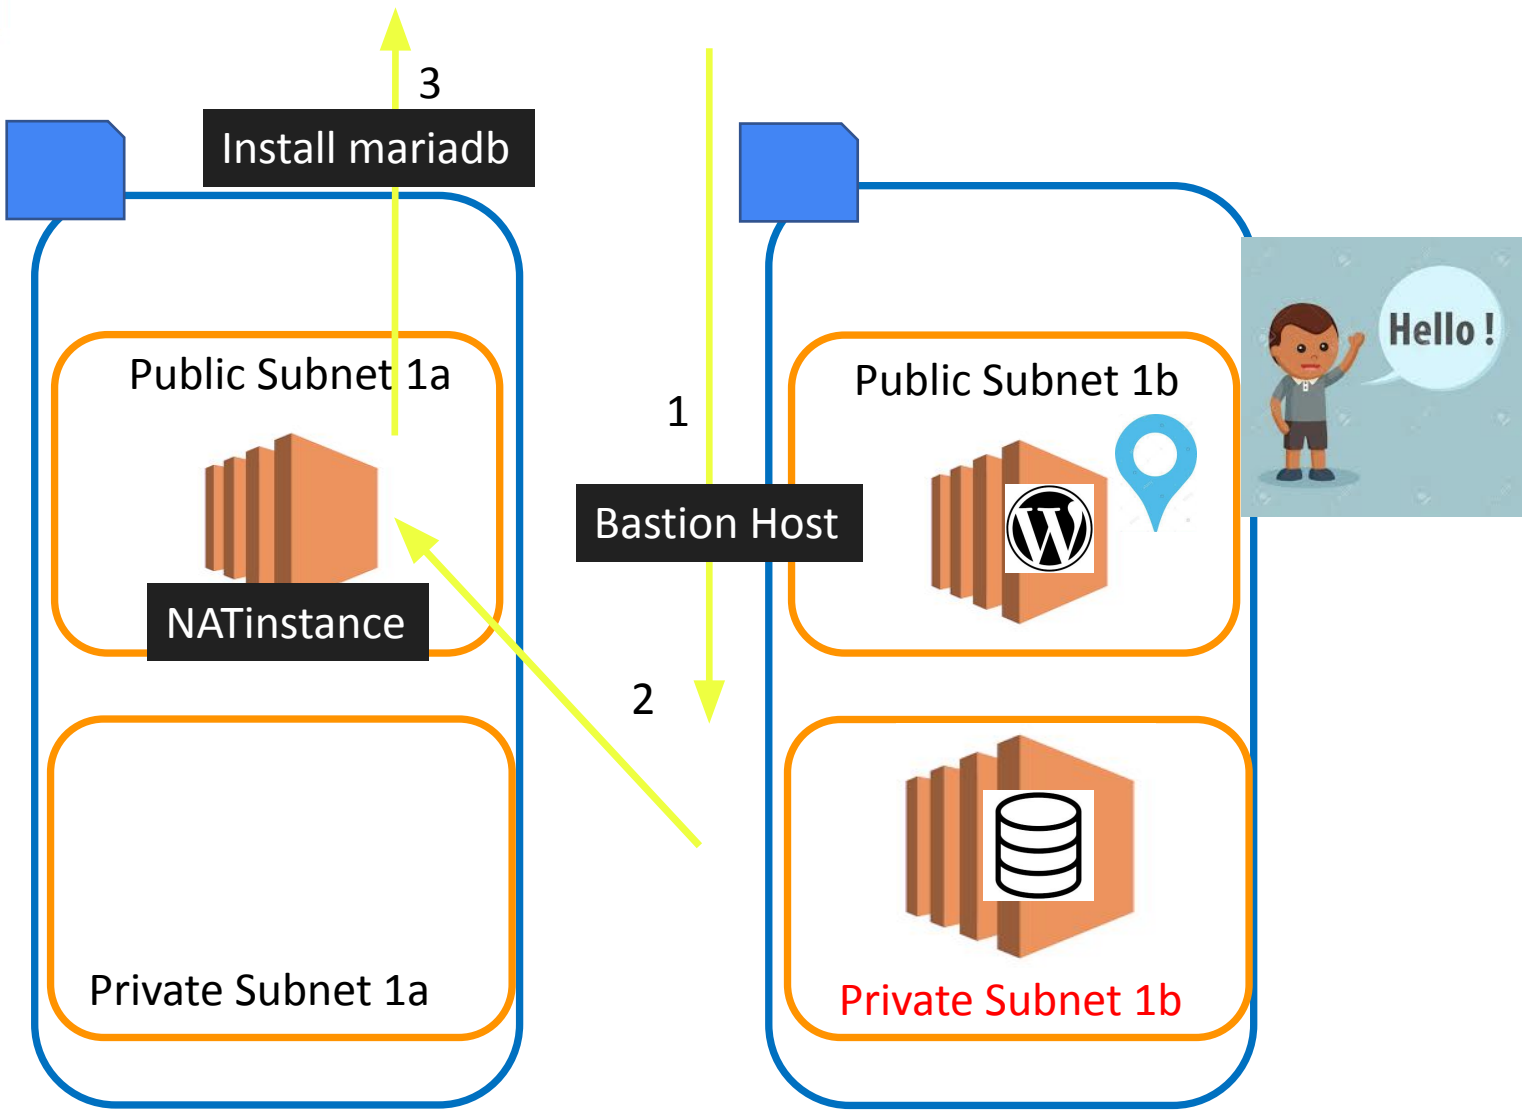 3
Install mariadb
Public Subnet 1a
NATinstance
Private Subnet 1a
1
Bastion Host
2
Public Subnet 1b
W
Hello !
Private Subnet 1b